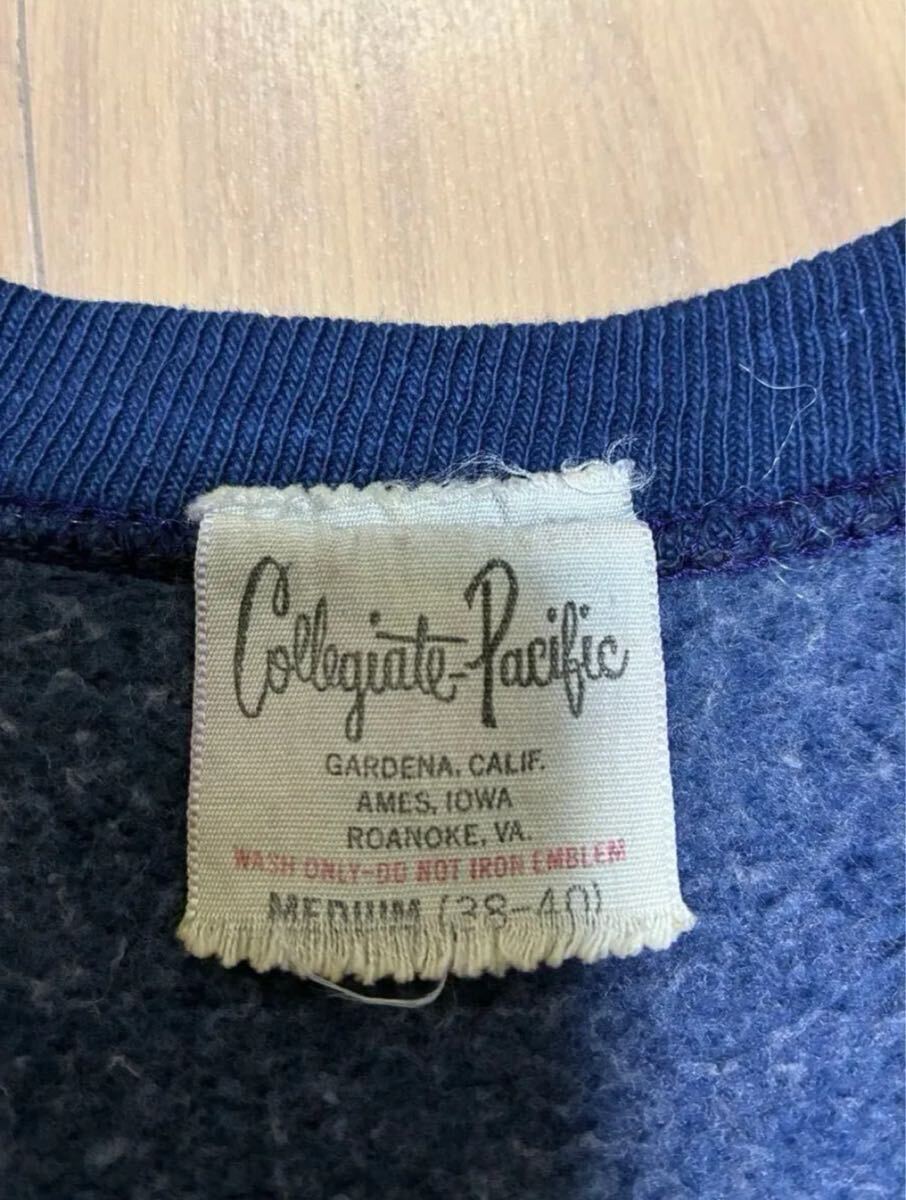 Collegiate-Pacific
GARDENA, CALIF.
AMES, IOWA
ROANOKE, VA.
WASH ONLY-DO NOT IRON EMBLEM
MEDIUM (38-40)